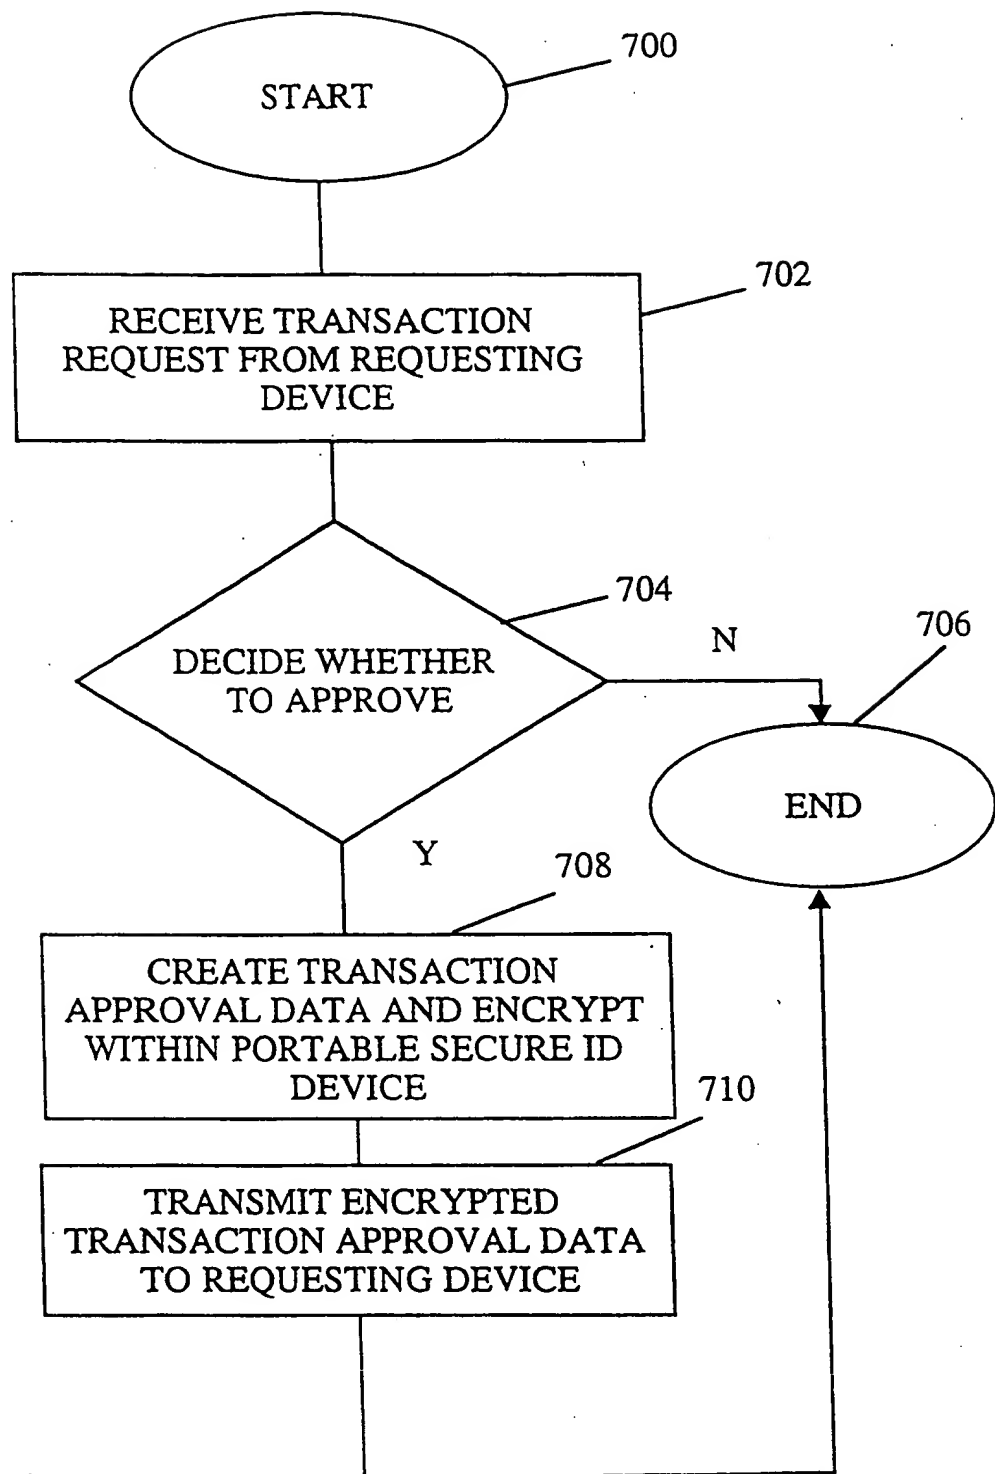 700
START
702
RECEIVE TRANSACTION
REQUEST FROM REQUESTING
DEVICE
704
DECIDE WHETHER
TO APPROVE
N
706
END
Y
708
CREATE TRANSACTION
APPROVAL DATA AND ENCRYPT
WITHIN PORTABLE SECURE ID
DEVICE
710
TRANSMIT ENCRYPTED
TRANSACTION APPROVAL DATA
TO REQUESTING DEVICE